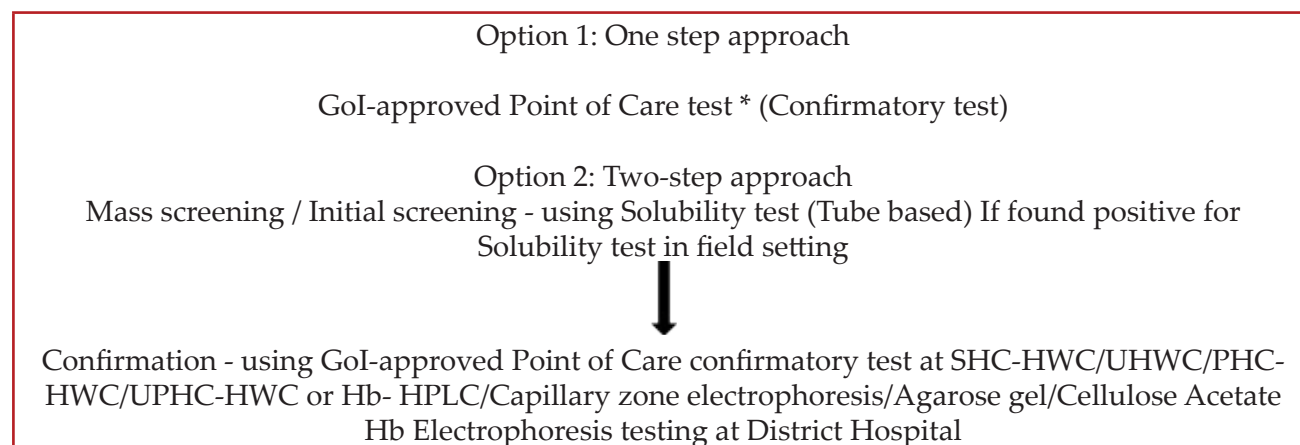 Option 1: One step approach
GoI-approved Point of Care test * (Confirmatory test)
Option 2: Two-step approach
Mass screening / Initial screening - using Solubility test (Tube based) If found positive for
Solubility test in field setting
Confirmation - using GoI-approved Point of Care confirmatory test at SHC-HWC/UHWC/PHC-
HWC/UPHC-HWC or Hb- HPLC/Capillary zone electrophoresis/Agarose gel/Cellulose Acetate
Hb Electrophoresis testing at District Hospital